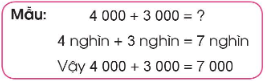 Mẫu: 4 000 + 3 000 = ?
4 nghìn + 3 nghìn = 7 nghìn
Vậy 4 000 + 3 000 = 7 000